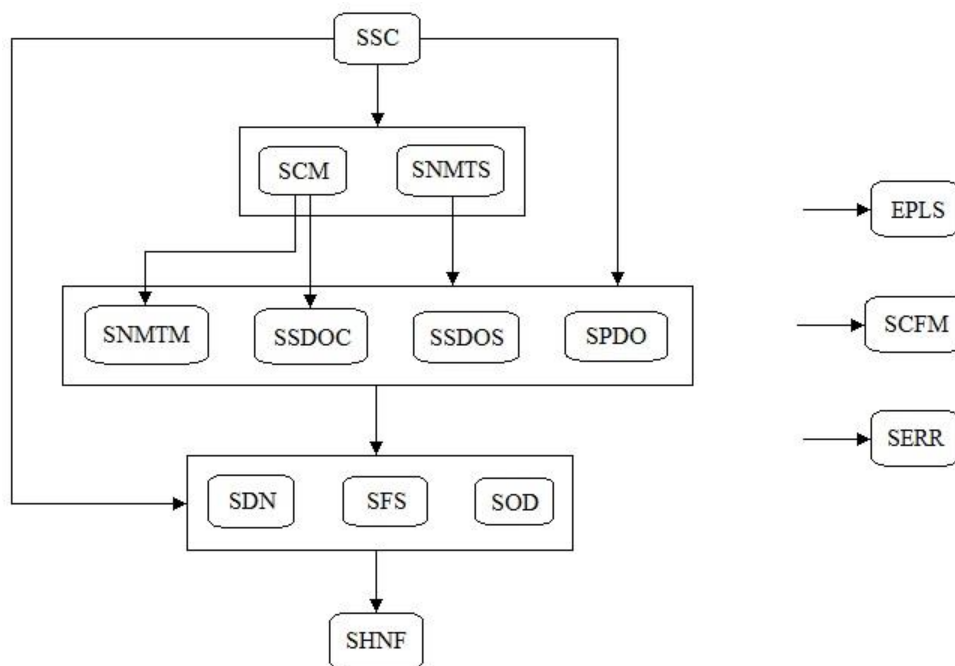 SSC
SCM
SNMTS
EPLS
SNMTM
SSDOC
SSDOS
SPDO
SCFM
SERR
SDN
SFS
SOD
SHNF